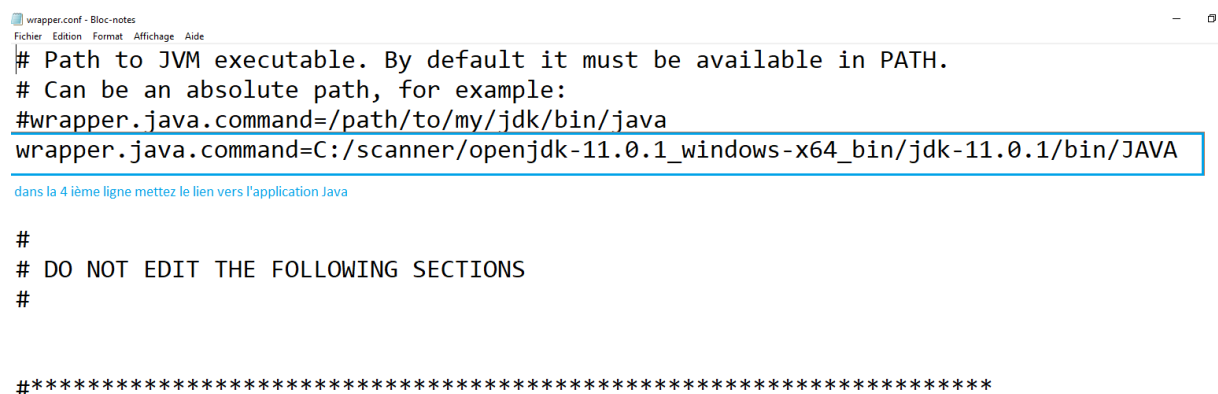 wrapper.conf - Bloc-notes
Fichier Edition Format Affichage Aide
# Path to JVM executable. By default it must be available in PATH.
# Can be an absolute path, for example:
#wrapper.java.command=/path/to/my/jdk/bin/java
wrapper.java.command=C:/scanner/openjdk-11.0.1_windows-x64_bin/jdk-11.0.1/bin/JAVA
dans la 4 ième ligne mettez le lien vers l'application Java
#
# DO NOT EDIT THE FOLLOWING SECTIONS
#
#********************************************************************